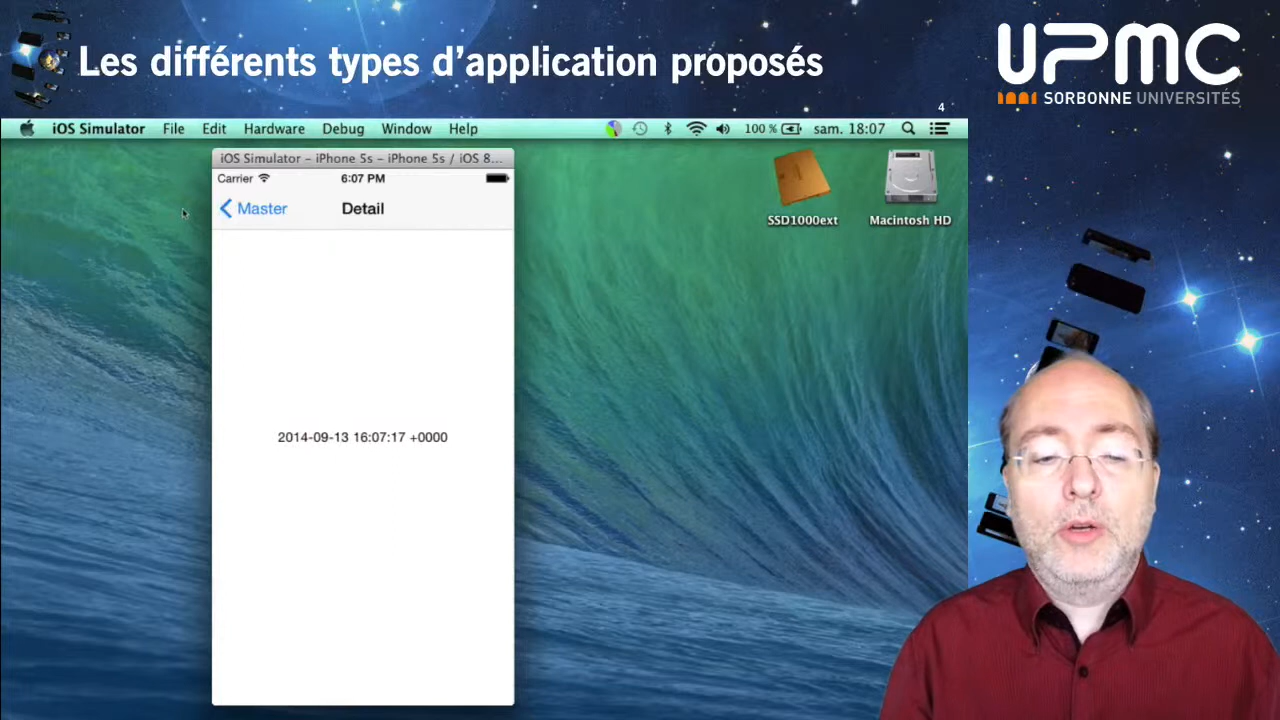 Les différents types d'application proposés
UPMC
SORBONNE UNIVERSITÉS
4
iOS Simulator File Edit Hardware Debug Window Help 100 % sam. 18:07
iOS Simulator – iPhone 5s – iPhone 5s / iOS 8...
Carrier 6:07 PM
Master Detail
SSD1000ext Macintosh HD
2014-09-13 16:07:17 +0000